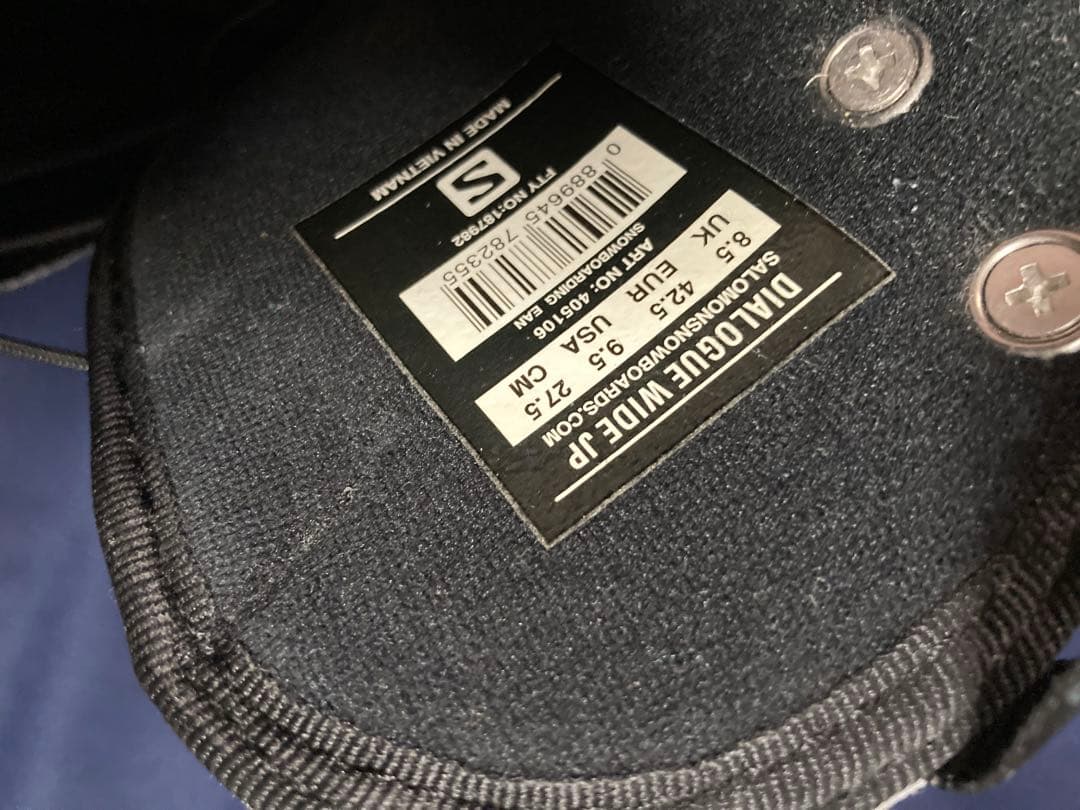 DIALOGUE WIDE JP
SALOMONSNOWBOARDS.COM
8.5 42.5 9.5 27.5
UK EUR USA CM
ART NO: 405106
SNOWBOARDING EAN
0 889645 782355
FTY NO:187982
S
MADE IN VIETNAM